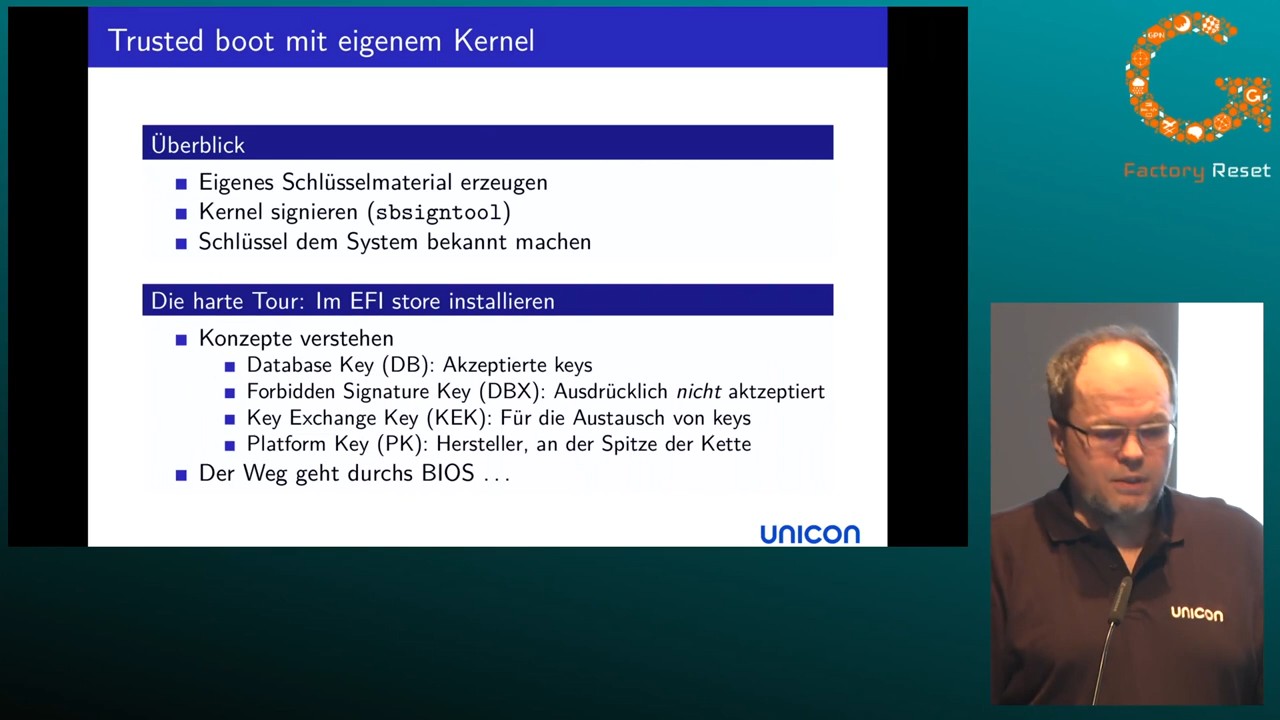 Trusted boot mit eigenem Kernel
Überblick
Eigenes Schlüsselmaterial erzeugen
Kernel signieren (sbsigntool)
Schlüssel dem System bekannt machen
Die harte Tour: Im EFI store installieren
Konzepte verstehen
Database Key (DB): Akzeptierte keys
Forbidden Signature Key (DBX): Ausdrücklich nicht aktzeptiert
Key Exchange Key (KEK): Für die Austausch von keys
Platform Key (PK): Hersteller, an der Spitze der Kette
Der Weg geht durchs BIOS ...
UNICON
GPN
G
Factory Reset
UNICON